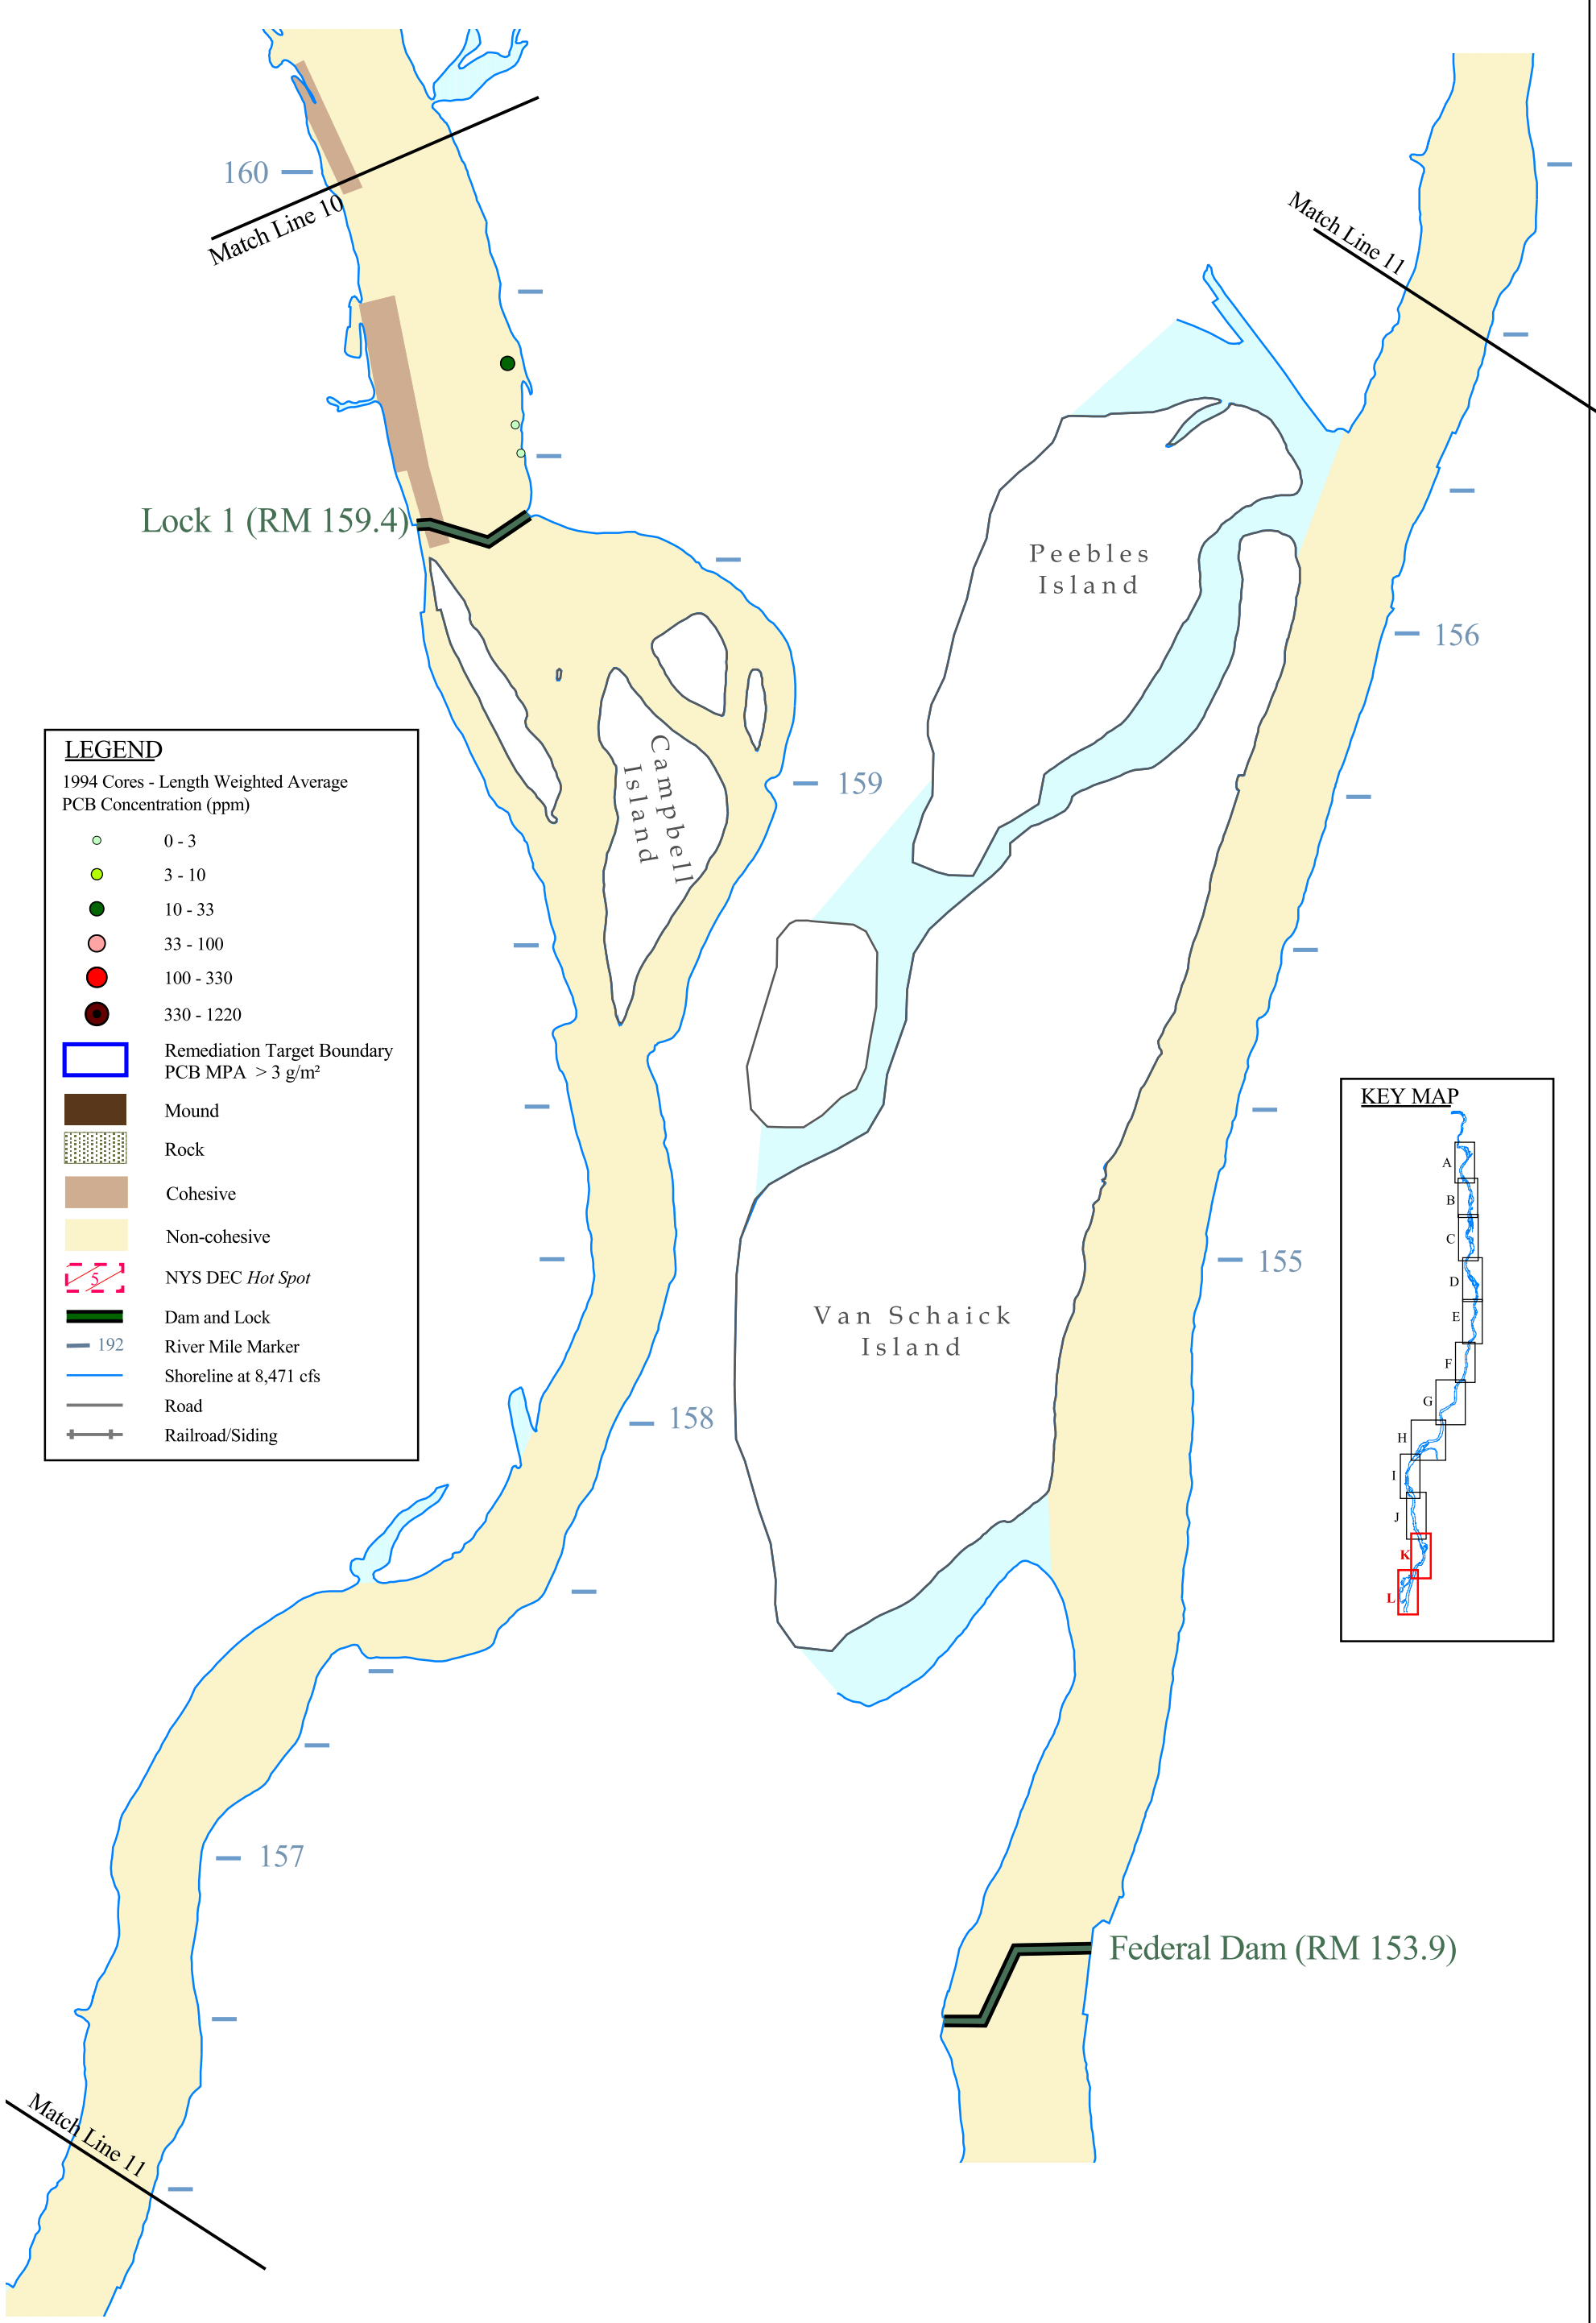 160
Match Line 10
Match Line 11
Lock 1 (RM 159.4)
Peebles
Island
156
Campbell
Island
159
LEGEND
1994 Cores - Length Weighted Average
PCB Concentration (ppm)
0 - 3
3 - 10
10 - 33
33 - 100
100 - 330
330 - 1220
Remediation Target Boundary
PCB MPA > 3 g/m²
Mound
Rock
Cohesive
Non-cohesive
5
NYS DEC Hot Spot
Dam and Lock
192
River Mile Marker
Shoreline at 8,471 cfs
Road
Railroad/Siding
KEY MAP
A
B
C
D
E
F
G
H
I
J
K
L
155
Van Schaick
Island
158
157
Federal Dam (RM 153.9)
Match Line 11